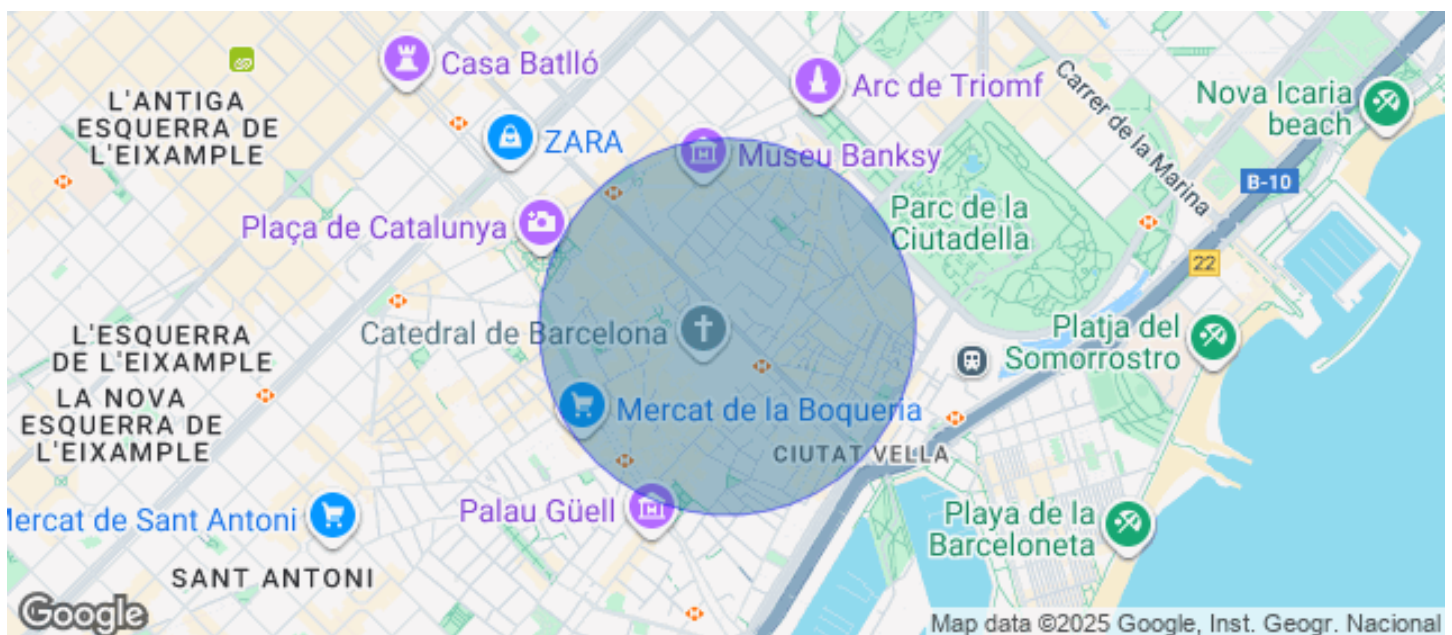 Casa Batlló
Arc de Triomf
Nova Icaria
beach
L'ANTIGA
ESQUERRA DE
L'EIXAMPLE
Carrer de la Marina
ZARA
Museu Banksy
B-10
Plaça de Catalunya
Parc de la
Ciutadella
22
Catedral de Barcelona
L'ESQUERRA
DE L'EIXAMPLE
Platja del
Somorrostro
LA NOVA
ESQUERRA DE
L'EIXAMPLE
Mercat de la Boqueria
CIUTAT VELLA
Palau Güell
Mercat de Sant Antoni
Playa de la
Barceloneta
SANT ANTONI
Google
Map data ©2025 Google, Inst. Geogr. Nacional